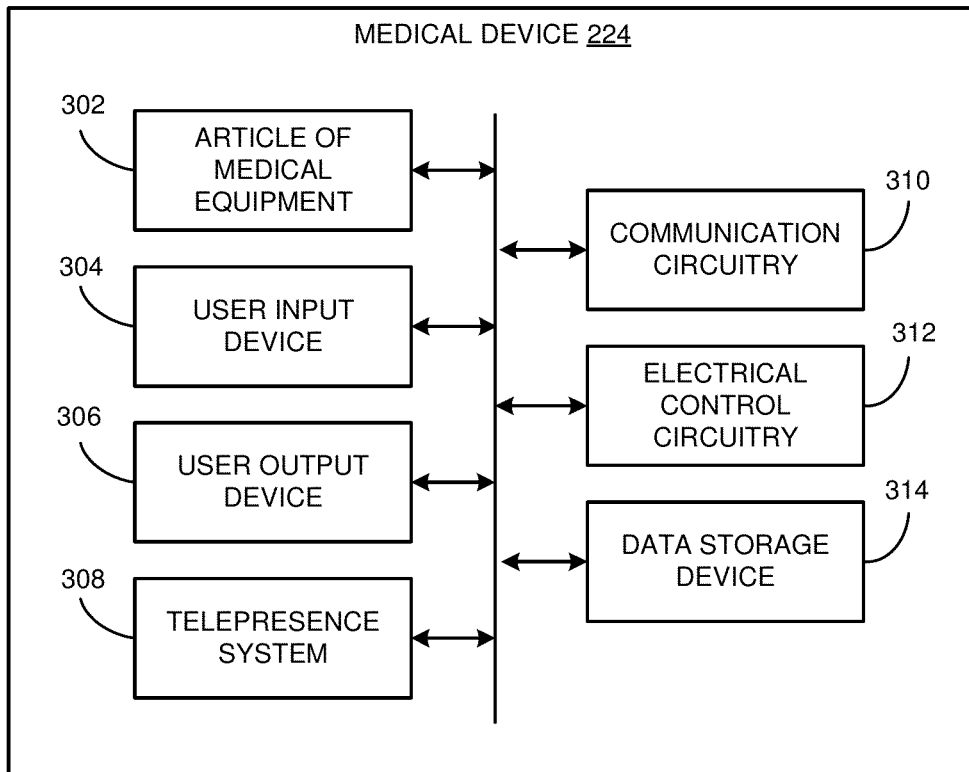 MEDICAL DEVICE 224
302
ARTICLE OF
MEDICAL
EQUIPMENT
304
USER INPUT
DEVICE
306
USER OUTPUT
DEVICE
308
TELEPRESENCE
SYSTEM
310
COMMUNICATION
CIRCUITRY
312
ELECTRICAL
CONTROL
CIRCUITRY
314
DATA STORAGE
DEVICE